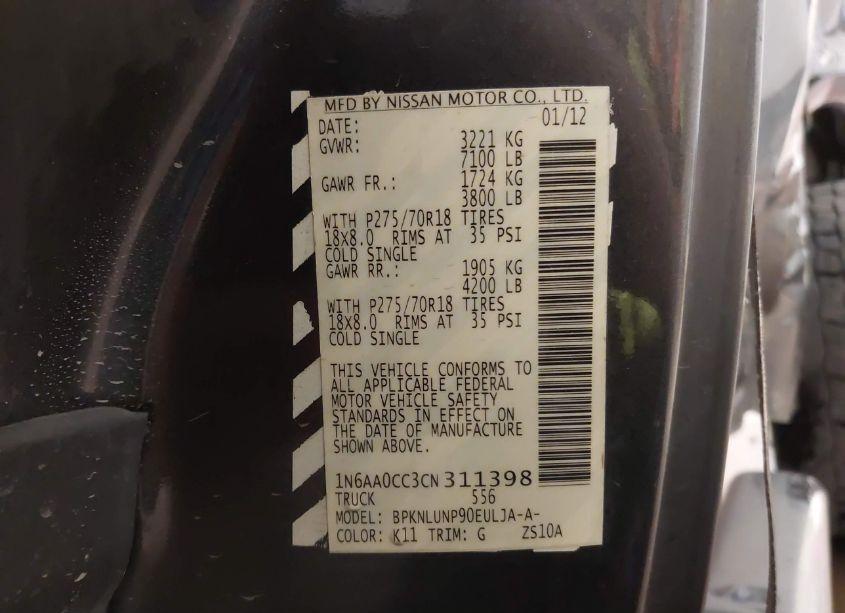 MFD BY NISSAN MOTOR CO., LTD.
DATE: 01/12
GVWR: 3221 KG
7100 LB
GAWR FR.: 1724 KG
3800 LB
WITH P275/70R18 TIRES
18X8.0 RIMS AT 35 PSI
COLD SINGLE
GAWR RR.: 1905 KG
4200 LB
WITH P275/70R18 TIRES
18X8.0 RIMS AT 35 PSI
COLD SINGLE
THIS VEHICLE CONFORMS TO
ALL APPLICABLE FEDERAL
MOTOR VEHICLE SAFETY
STANDARDS IN EFFECT ON
THE DATE OF MANUFACTURE
SHOWN ABOVE.
1N6AA0CC3CN311398
TRUCK 556
MODEL: BPKNLUNP90EULJA-A-
COLOR: K11 TRIM: G ZS10A